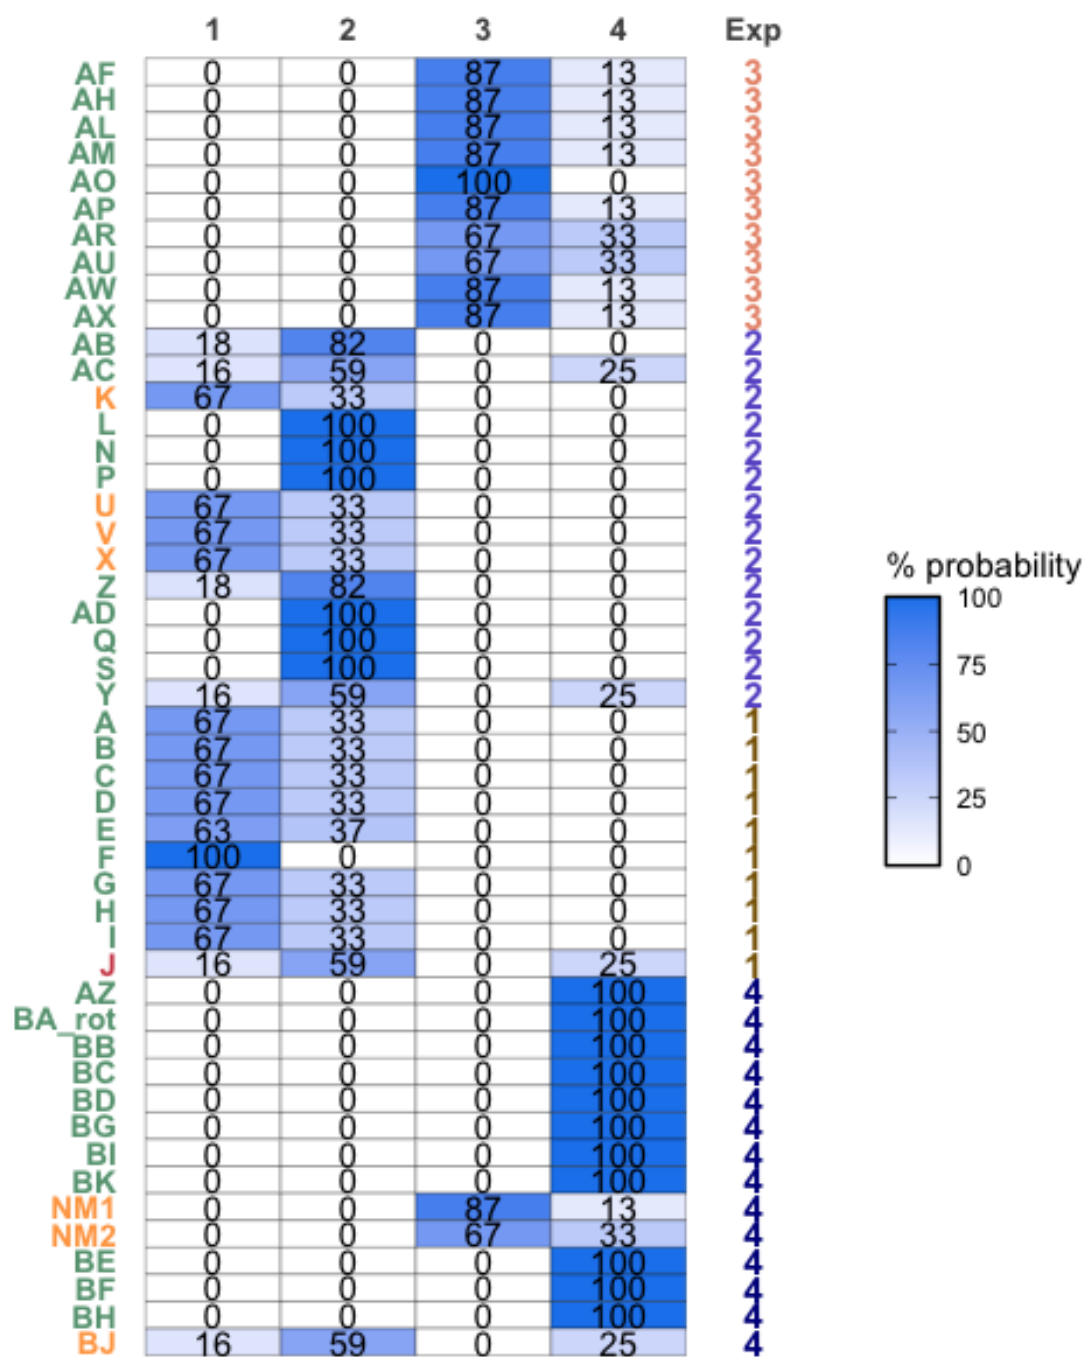 1 2 3 4 Exp
AF 0 0 87 13 3
AH 0 0 87 13 3
AL 0 0 87 13 3
AM 0 0 87 13 3
AO 0 0 100 0 3
AP 0 0 87 13 3
AR 0 0 67 33 3
AU 0 0 67 33 3
AW 0 0 87 13 3
AX 0 0 87 13 3
AB 18 82 0 0 2
AC 16 59 0 25 2
K 67 33 0 0 2
L 0 100 0 0 2
N 0 100 0 0 2
P 0 100 0 0 2
U 67 33 0 0 2
V 67 33 0 0 2
X 67 33 0 0 2
Z 18 82 0 0 2
AD 0 100 0 0 2
Q 0 100 0 0 2
S 0 100 0 0 2
Y 16 59 0 25 2
A 67 33 0 0 1
B 67 33 0 0 1
C 67 33 0 0 1
D 67 33 0 0 1
E 63 37 0 0 1
F 100 0 0 0 1
G 67 33 0 0 1
H 67 33 0 0 1
I 67 33 0 0 1
J 16 59 0 25 1
AZ 0 0 0 100 4
BA_rot 0 0 0 100 4
BB 0 0 0 100 4
BC 0 0 0 100 4
BD 0 0 0 100 4
BG 0 0 0 100 4
BI 0 0 0 100 4
BK 0 0 0 100 4
NM1 0 0 87 13 4
NM2 0 0 67 33 4
BE 0 0 0 100 4
BF 0 0 0 100 4
BH 0 0 0 100 4
BJ 16 59 0 25 4
% probability
100
75
50
25
0